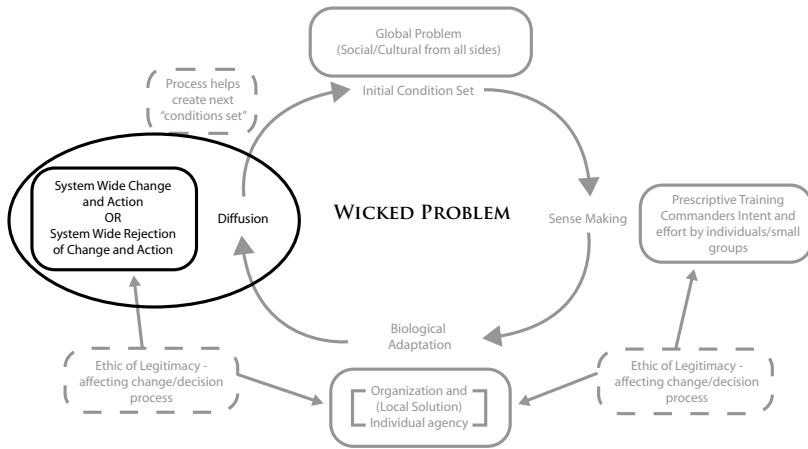 Global Problem
(Social/Cultural from all sides)
Process helps
create next
"conditions set"
Initial Condition Set
System Wide Change
and Action
OR
System Wide Rejection
of Change and Action
Diffusion
WICKED PROBLEM
Sense Making
Prescriptive Training
Commanders Intent and
effort by individuals/small
groups
Biological
Adaptation
Ethic of Legitimacy -
affecting change/decision
process
Organization and
(Local Solution)
Individual agency
Ethic of Legitimacy -
affecting change/decision
process